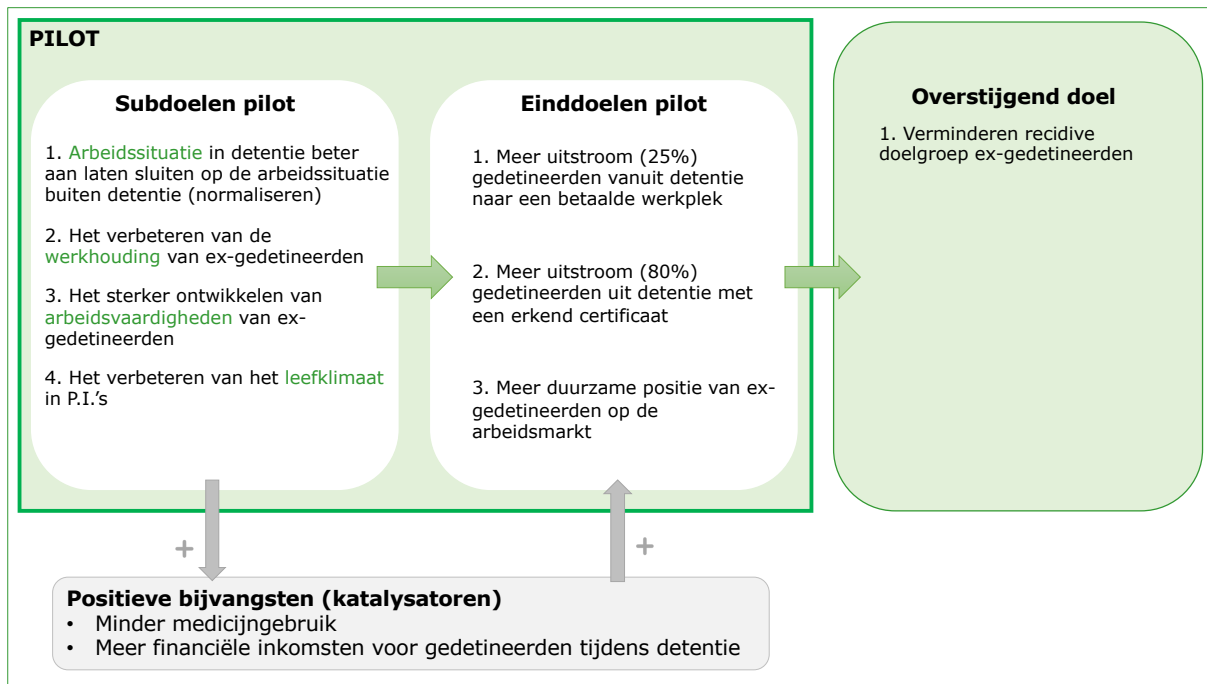 PILOT
Subdoelen pilot
1. Arbeidssituatie in detentie beter
aan laten sluiten op de arbeidssituatie
buiten detentie (normaliseren)
2. Het verbeteren van de
werkhouding van ex-gedetineerden
3. Het sterker ontwikkelen van
arbeidsvaardigheden van ex-
gedetineerden
4. Het verbeteren van het leefklimaat
in P.I.’s
Einddoelen pilot
1. Meer uitstroom (25%)
gedetineerden vanuit detentie
naar een betaalde werkplek
2. Meer uitstroom (80%)
gedetineerden uit detentie met
een erkend certificaat
3. Meer duurzame positie van ex-
gedetineerden op de
arbeidsmarkt
Overstijgend doel
1. Verminderen recidive
doelgroep ex-gedetineerden
+
+
Positieve bijvangsten (katalysatoren)
• Minder medicijngebruik
• Meer financiële inkomsten voor gedetineerden tijdens detentie